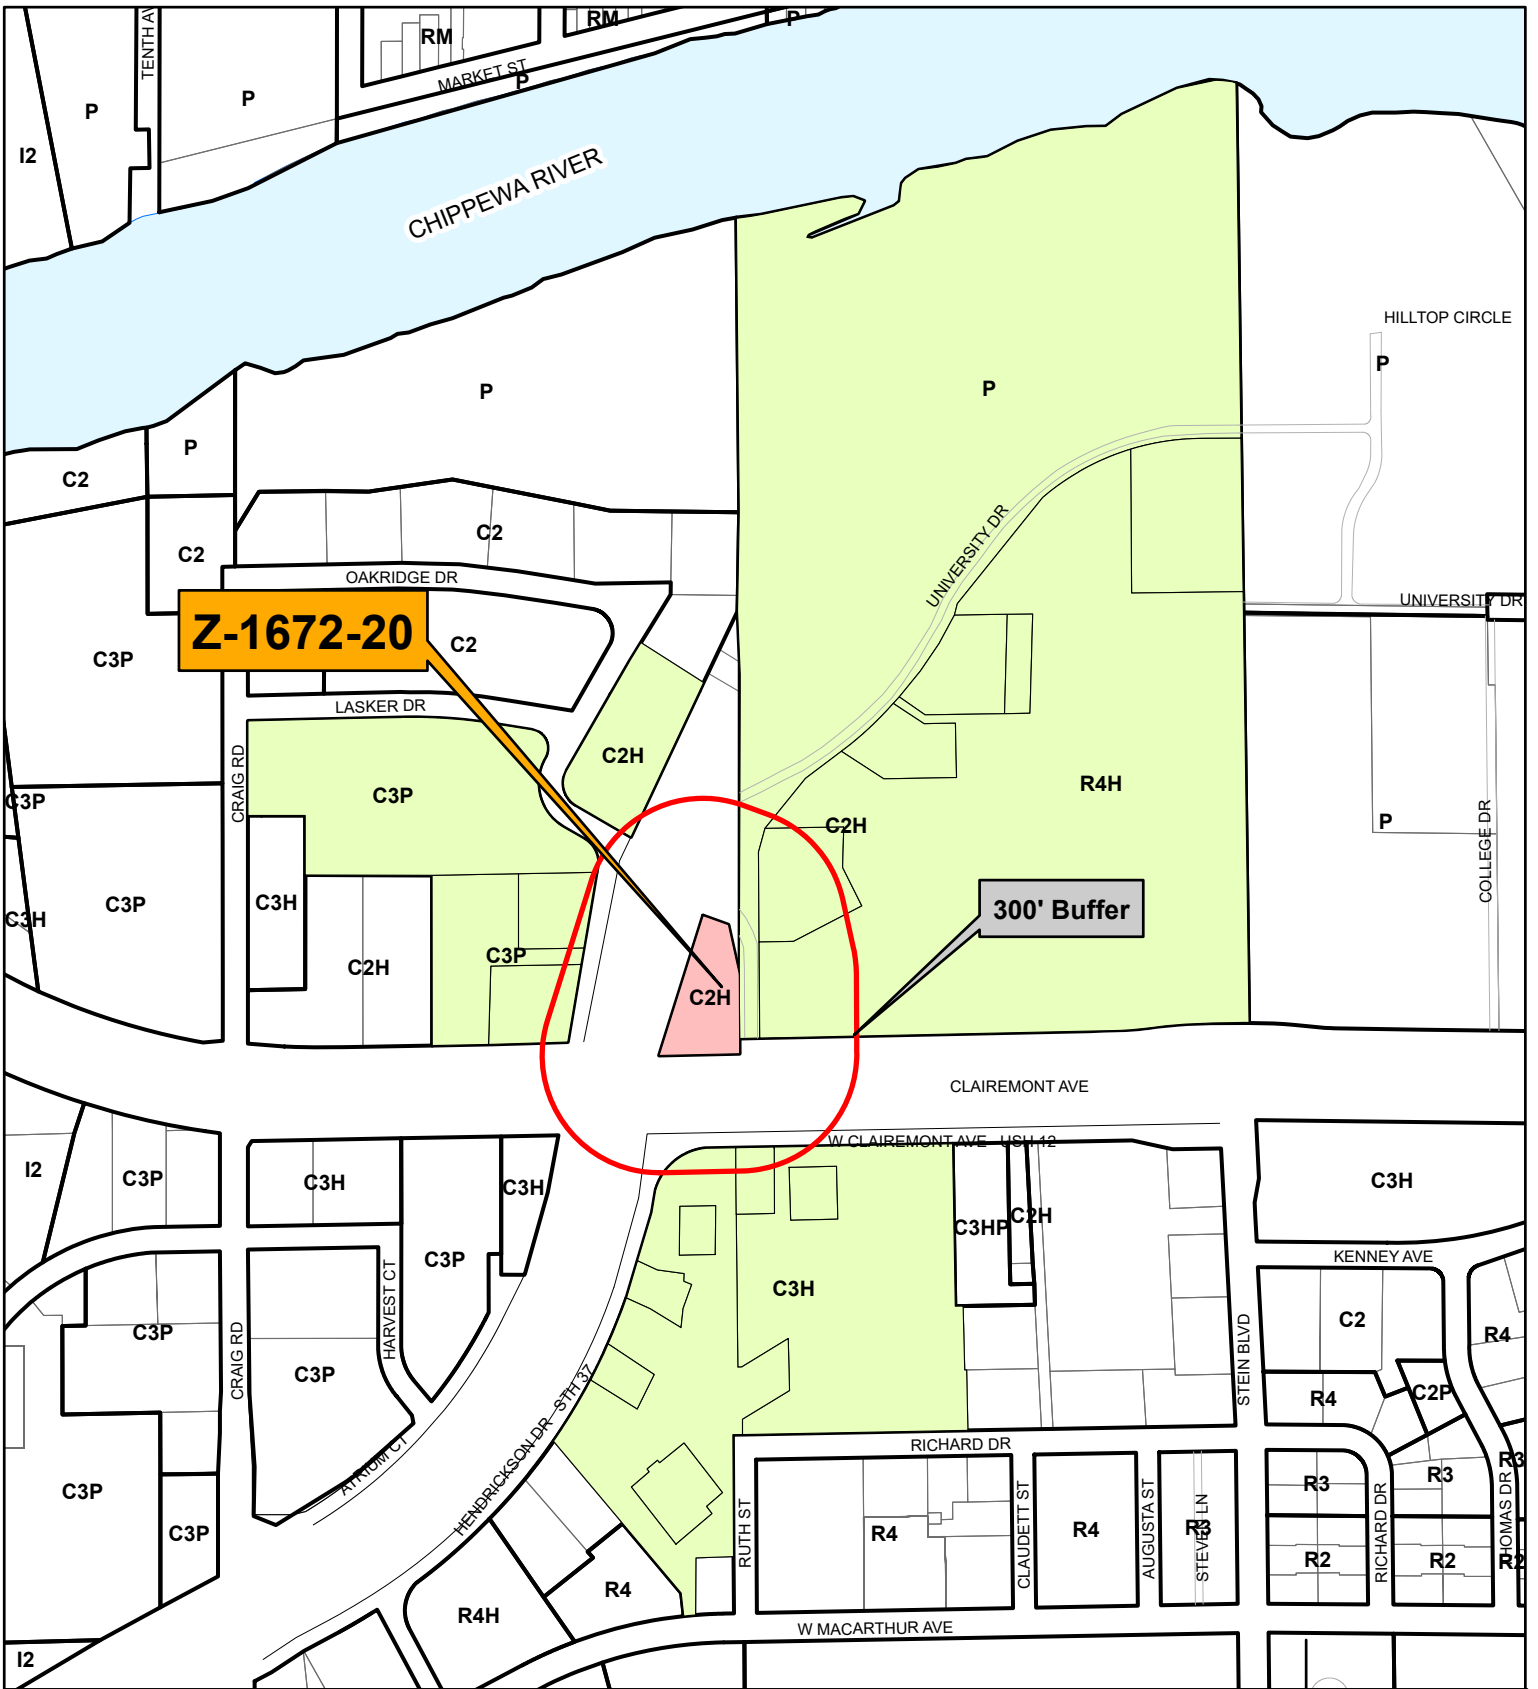 RM
RM
P
TENTH AV
MARKET ST
P
P
P
I2
CHIPPEWA RIVER
HILLTOP CIRCLE
P
P
P
P
C2
C2
C2
UNIVERSITY DR
OAKRIDGE DR
UNIVERSITY DR
Z-1672-20
C2
C3P
LASKER DR
C2H
CRAIG RD
C3P
R4H
C3P
C2H
P
COLLEGE DR
C3H
C3P
C3H
300' Buffer
C2H
C3P
C2H
CLAIREMONT AVE
W CLAIREMONT AVE USH 12
I2
C3P
C3H
C3H
C3H
C3HP
C2H
C3P
KENNEY AVE
C3H
HARVEST CT
C3P
CRAIG RD
C3P
C2
R4
STEIN BLVD
STH 37
HENDRICKSON DR
R4
C2P
RICHARD DR
ATRIUM CT
C3P
C3P
RUTH ST
R4
CLAUDETT ST
R4
AUGUSTA ST
R3
STEVEN LN
R3
R3
R3
RICHARD DR
HOMAS DR
R2
R2
R2
R4
R4H
W MACARTHUR AVE
I2